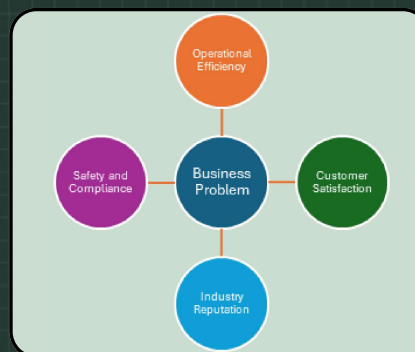 Operational
Efficiency
Safety and
Compliance
Business
Problem
Customer
Satisfaction
Industry
Reputation